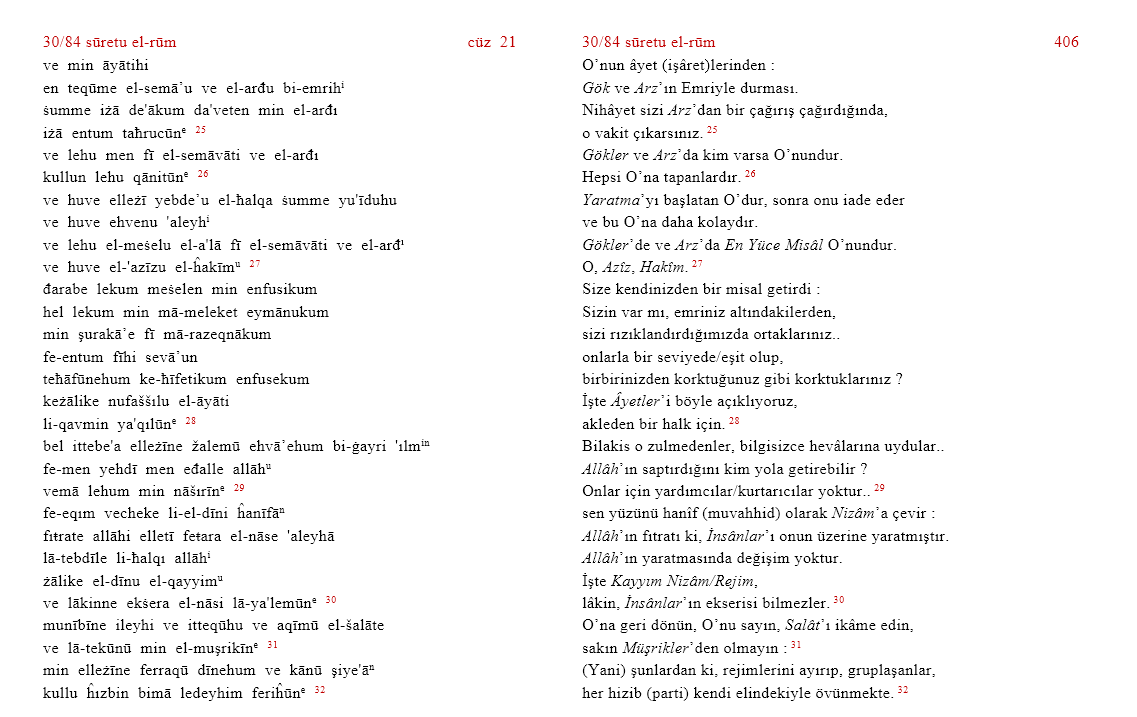 30/84 sūretu el-rūm cüz 21
ve min āyātihi
en teqūme el-semā’u ve el-arđu bi-emrihⁱ
ŝumme iżā de'ākum da'veten min el-arđı
iżā entum taħrucūnᵉ 25
ve lehu men fī el-semāvāti ve el-arđı
kullun lehu qānitūnᵉ 26
ve huve elleżī yebde’u el-ħalqa ŝumme yu'īduhu
ve huve ehvenu 'aleyhⁱ
ve lehu el-meŝelu el-a'lā fī el-semāvāti ve el-arđᶦ
ve huve el-'azīzu el-ĥakīmᵘ 27
đarabe lekum meŝelen min enfusikum
hel lekum min mā-meleket eymānukum
min şurakā’e fī mā-razeqnākum
fe-entum fīhi sevā’un
teħāfūnehum ke-ħīfetikum enfusekum
keżālike nufaššılu el-āyāti
li-qavmin ya'qılūnᵉ 28
bel ittebe'a elleżīne žalemū ehvā’ehum bi-ġayri 'ılmⁱⁿ
fe-men yehdī men eđalle allāhᵘ
vemā lehum min nāšırīnᵉ 29
fe-eqım vecheke li-el-dīni ĥanīfāⁿ
fıŧrate allāhi elletī feŧara el-nāse 'aleyhā
lā-tebdīle li-ħalqı allāhⁱ
żālike el-dīnu el-qayyimᵘ
ve lākinne ekŝera el-nāsi lā-ya'lemūnᵉ 30
munībīne ileyhi ve itteqūhu ve aqīmū el-šalāte
ve lā-tekūnū min el-muşrikīnᵉ 31
min elleżīne ferraqū dīnehum ve kānū şiye'āⁿ
kullu ĥızbin bimā ledeyhim feriĥūnᵉ 32
30/84 sūretu el-rūm 406
O’nun âyet (işâret)lerinden :
Gök ve Arz’ın Emriyle durması.
Nihâyet sizi Arz’dan bir çağırış çağırdığında,
o vakit çıkarsınız. 25
Gökler ve Arz’da kim varsa O’nundur.
Hepsi O’na tapanlardır. 26
Yaratma’yı başlatan O’dur, sonra onu iade eder
ve bu O’na daha kolaydır.
Gökler’de ve Arz’da En Yüce Misâl O’nundur.
O, Azîz, Hakîm. 27
Size kendinizden bir misal getirdi :
Sizin var mı, emriniz altındakilerden,
sizi rızıklandırdığımızda ortaklarınız..
onlarla bir seviyede/eşit olup,
birbirinizden korktuğunuz gibi korktuklarınız ?
İşte Âyetler’i böyle açıklıyoruz,
akleden bir halk için. 28
Bilakis o zulmedenler, bilgisizce hevâlarına uydular..
Allâh’ın saptırdığını kim yola getirebilir ?
Onlar için yardımcılar/kurtarıcılar yoktur.. 29
sen yüzünü hanîf (muvahhid) olarak Nizâm’a çevir :
Allâh’ın fıtratı ki, İnsânlar’ı onun üzerine yaratmıştır.
Allâh’ın yaratmasında değişim yoktur.
İşte Kayyım Nizâm/Rejim,
lâkin, İnsânlar’ın ekserisi bilmezler. 30
O’na geri dönün, O’nu sayın, Salât’ı ikâme edin,
sakın Müşrikler’den olmayın : 31
(Yani) şunlardan ki, rejimlerini ayırıp, gruplaşanlar,
her hizib (parti) kendi elindekiyle övünmekte. 32